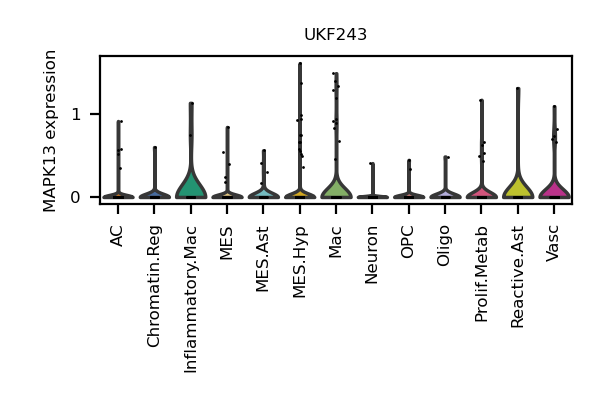 UKF243
MAPK13 expression
1
0
AC
Chromatin.Reg
Inflammatory.Mac
MES
MES.Ast
MES.Hyp
Mac
Neuron
OPC
Oligo
Prolif.Metab
Reactive.Ast
Vasc